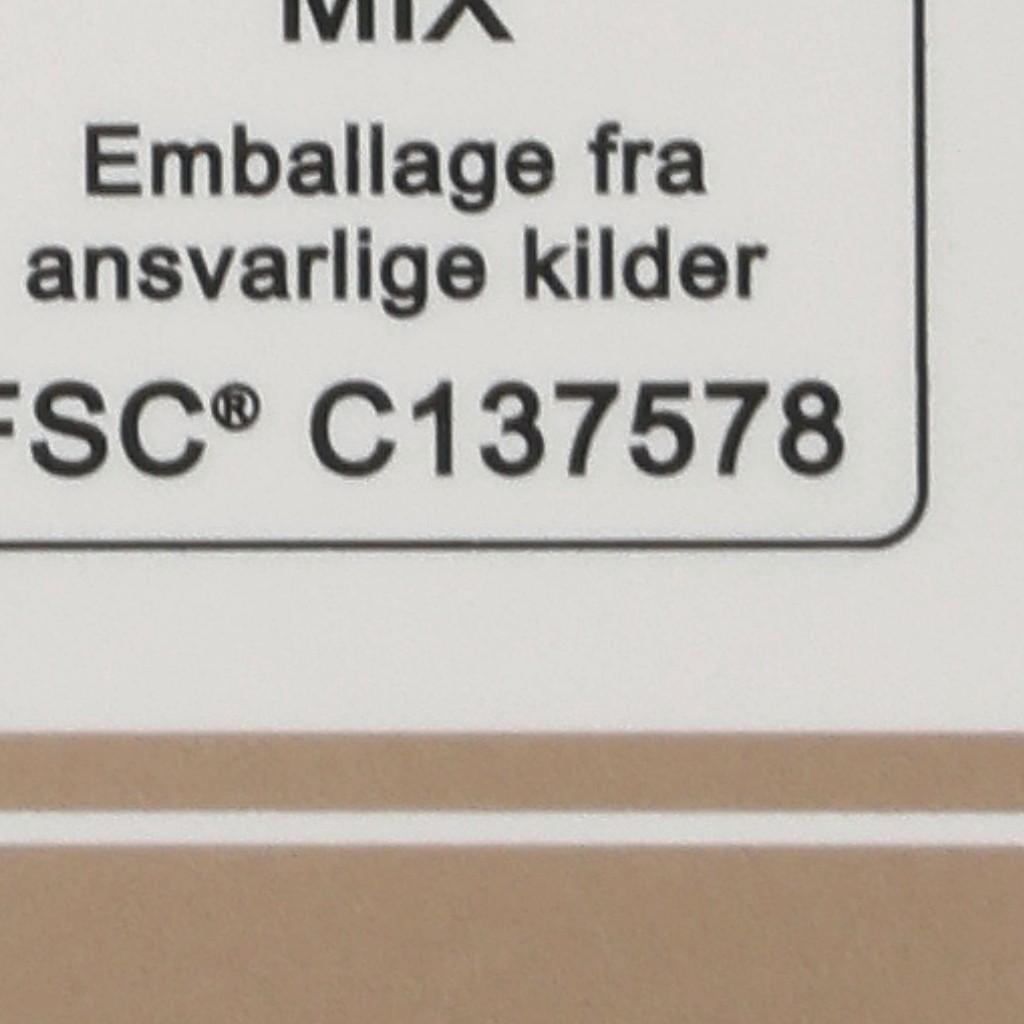 MIX
Emballage fra
ansvarlige kilder
FSC® C137578